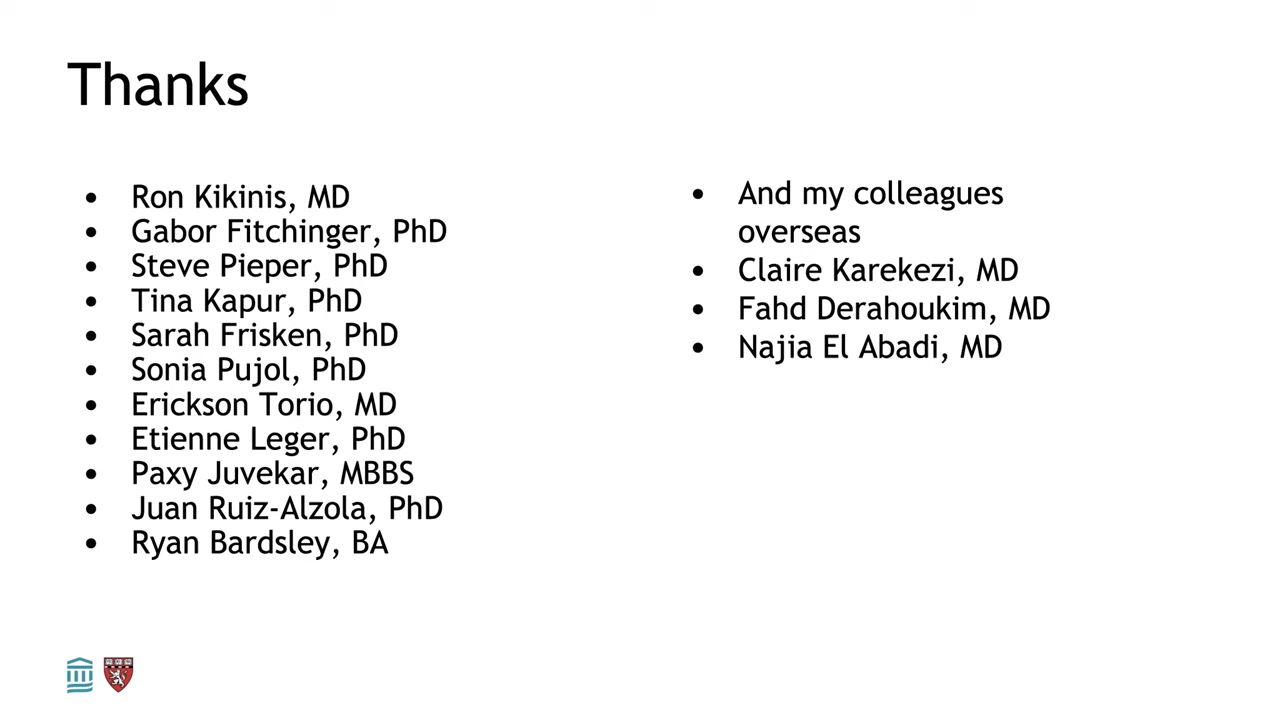 Thanks
• Ron Kikinis, MD
• Gabor Fitchinger, PhD
• Steve Pieper, PhD
• Tina Kapur, PhD
• Sarah Frisken, PhD
• Sonia Pujol, PhD
• Erickson Torio, MD
• Etienne Leger, PhD
• Paxy Juvekar, MBBS
• Juan Ruiz-Alzola, PhD
• Ryan Bardsley, BA
• And my colleagues
overseas
• Claire Karekezi, MD
• Fahd Derahoukim, MD
• Najia El Abadi, MD